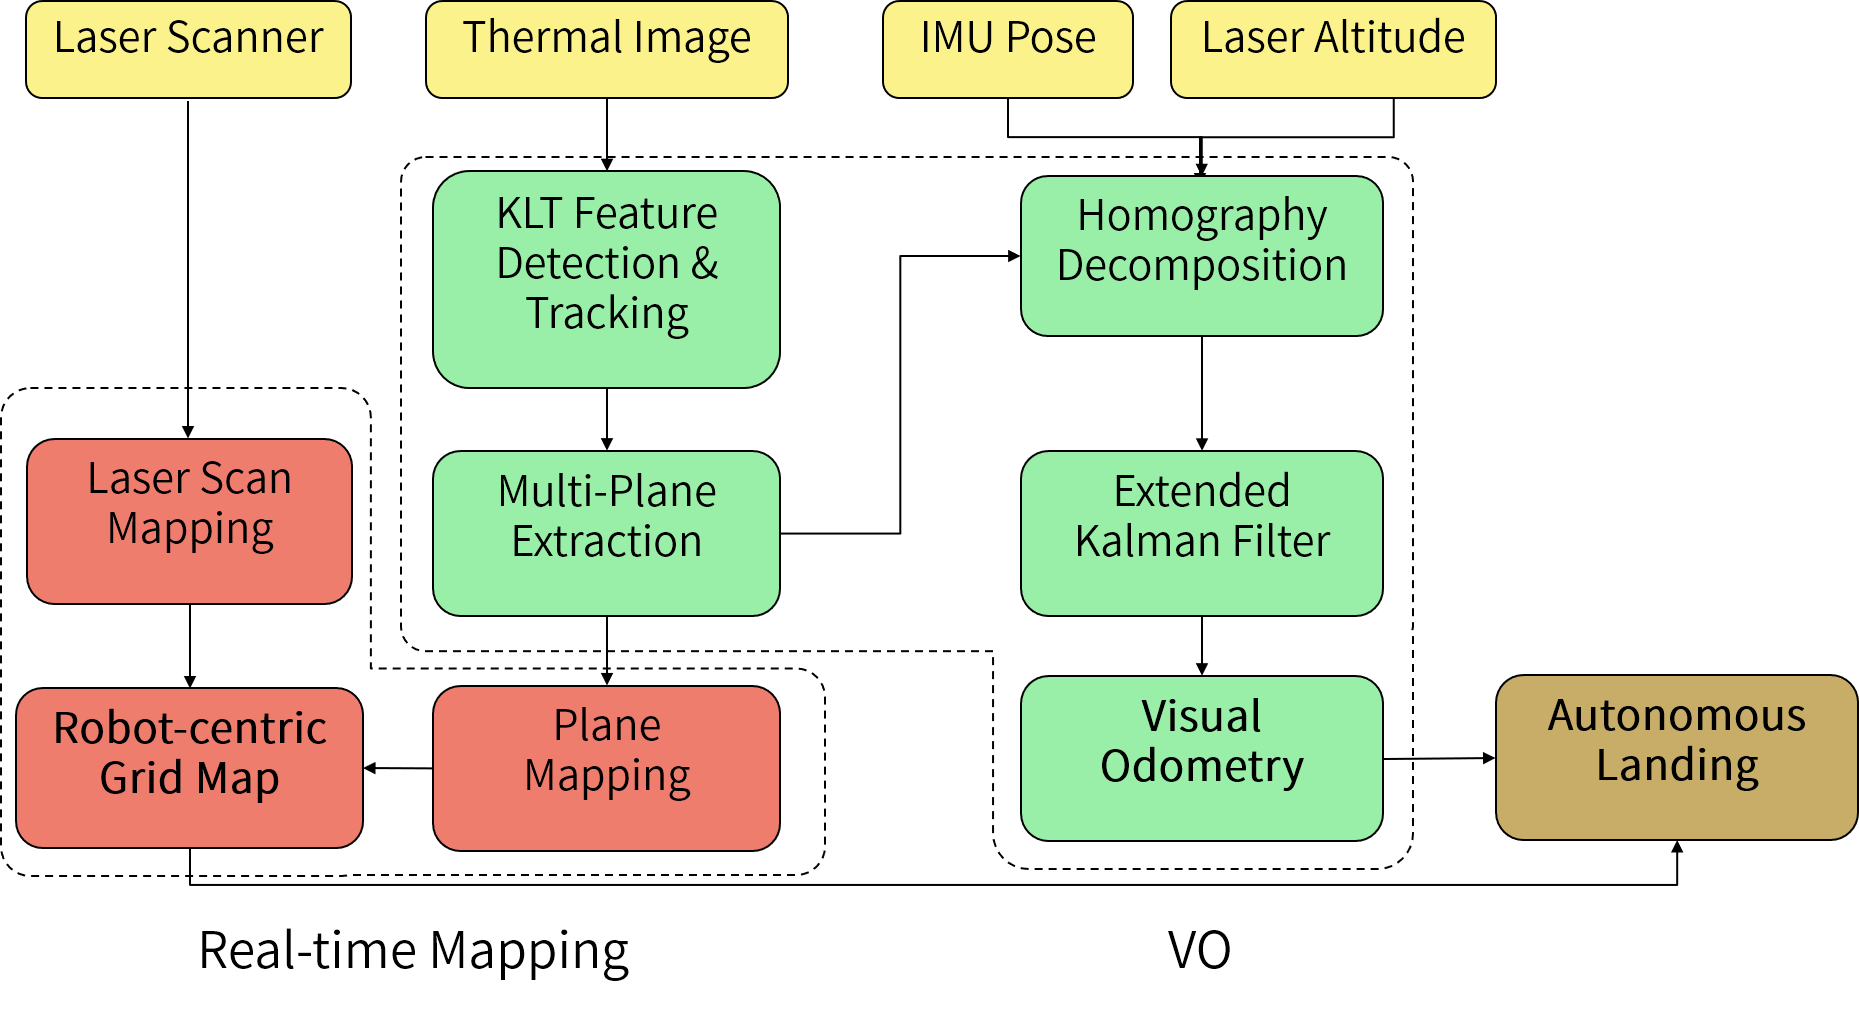 Laser Scanner
Thermal Image
IMU Pose
Laser Altitude
KLT Feature
Detection &
Tracking
Homography
Decomposition
Laser Scan
Mapping
Multi-Plane
Extraction
Extended
Kalman Filter
Robot-centric
Grid Map
Plane
Mapping
Visual
Odometry
Autonomous
Landing
Real-time Mapping
VO